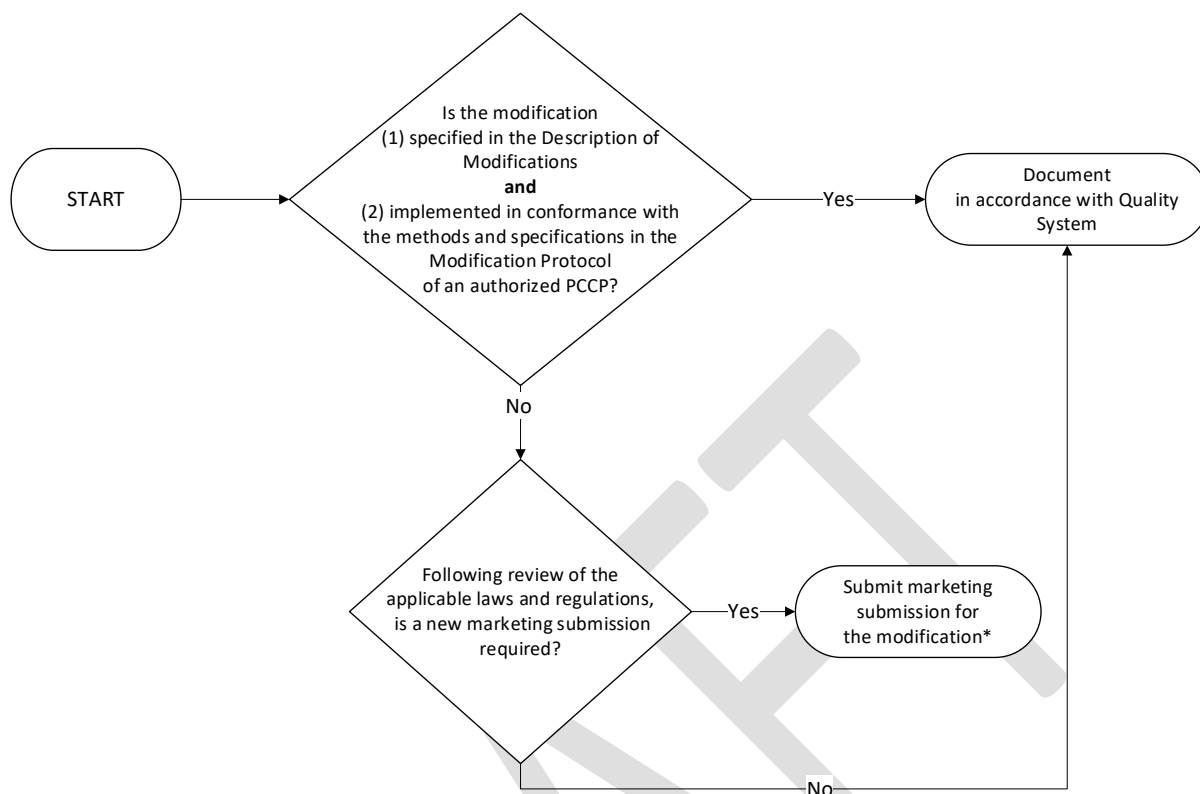 START
Is the modification
(1) specified in the Description of
Modifications
and
(2) implemented in conformance with
the methods and specifications in the
Modification Protocol
of an authorized PCCP?
Yes
Document
in accordance with Quality
System
No
Following review of the
applicable laws and regulations,
is a new marketing submission
required?
Yes
Submit marketing
submission for
the modification*
No